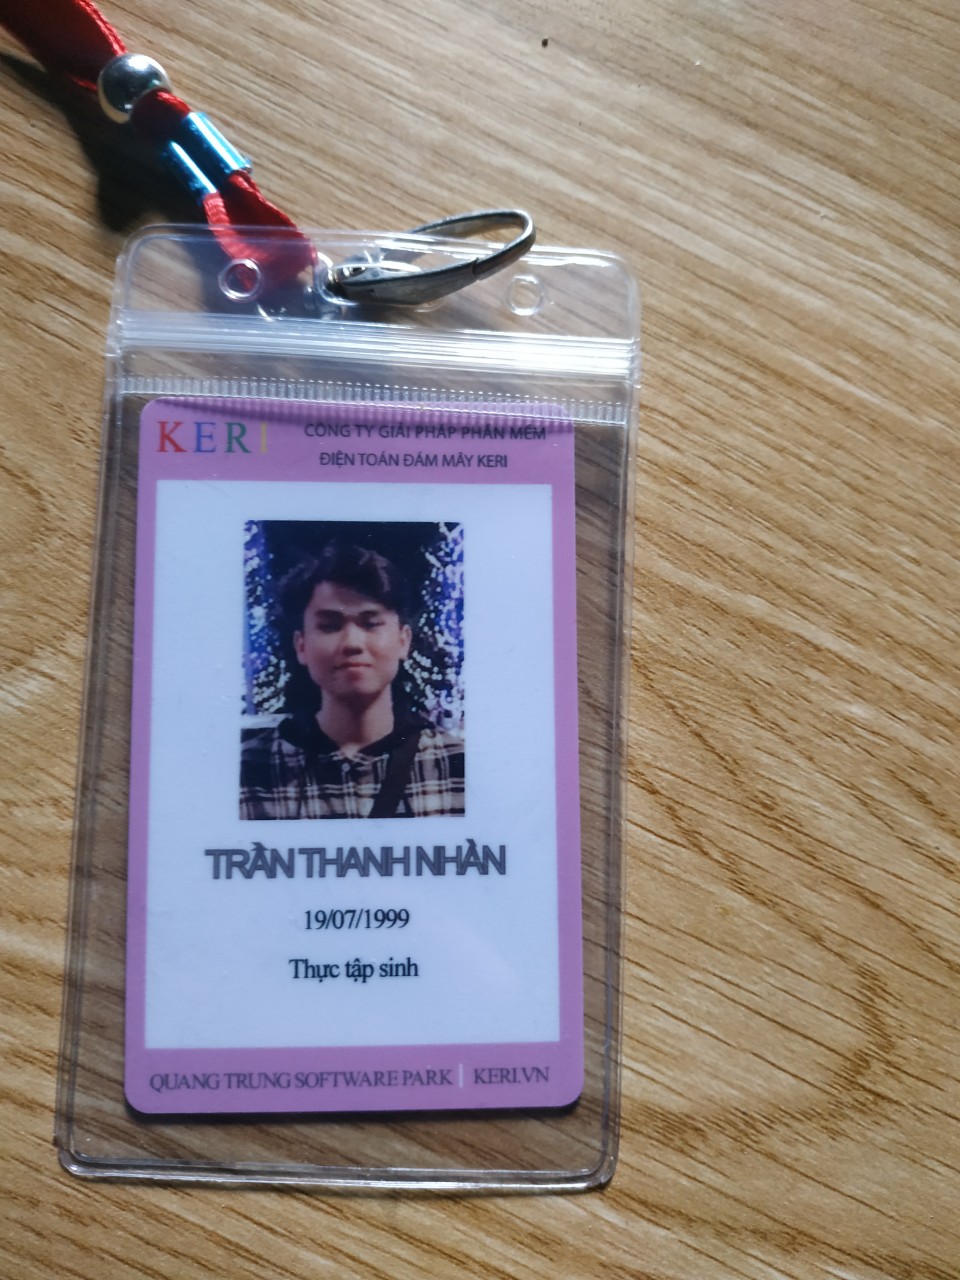 KERI
CÔNG TY GIẢI PHÁP PHẦN MỀM
ĐIỆN TOÁN ĐÁM MÂY KERI
TRẦN THANH NHÀN
19/07/1999
Thực tập sinh
QUANG TRUNG SOFTWARE PARK | KERI.VN